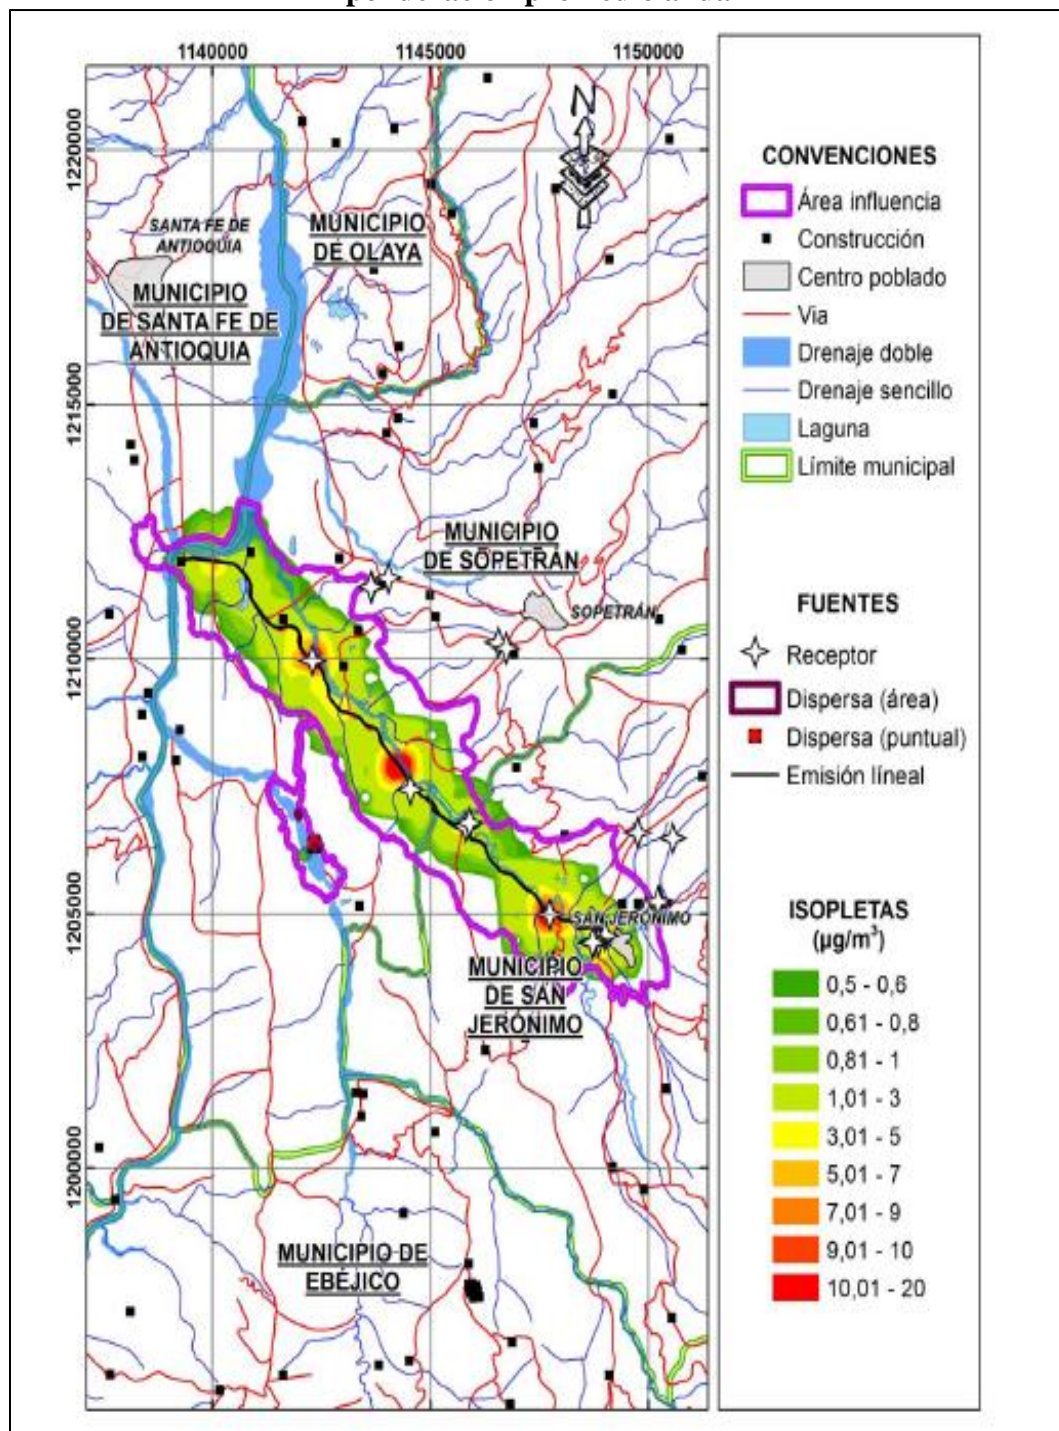 1140000 1145000 1150000
1220000
1215000
1210000
1205000
1200000
N
SANTA FE DE
ANTIOQUIA
MUNICIPIO
DE OLAYA
MUNICIPIO
DE SANTA FE DE
ANTIOQUIA
MUNICIPIO
DE SOPETRÁN
SOPETRÁN
SAN JERÓNIMO
MUNICIPIO
DE SAN
JERÓNIMO
MUNICIPIO DE
EBÉJICO
CONVENCIONES
Área influencia
Construcción
Centro poblado
Via
Drenaje doble
Drenaje sencillo
Laguna
Límite municipal
FUENTES
Receptor
Dispersa (área)
Dispersa (puntual)
Emisión líneal
ISOPLETAS
(µg/m³)
0,5 - 0,6
0,61 - 0,8
0,81 - 1
1,01 - 3
3,01 - 5
5,01 - 7
7,01 - 9
9,01 - 10
10,01 - 20